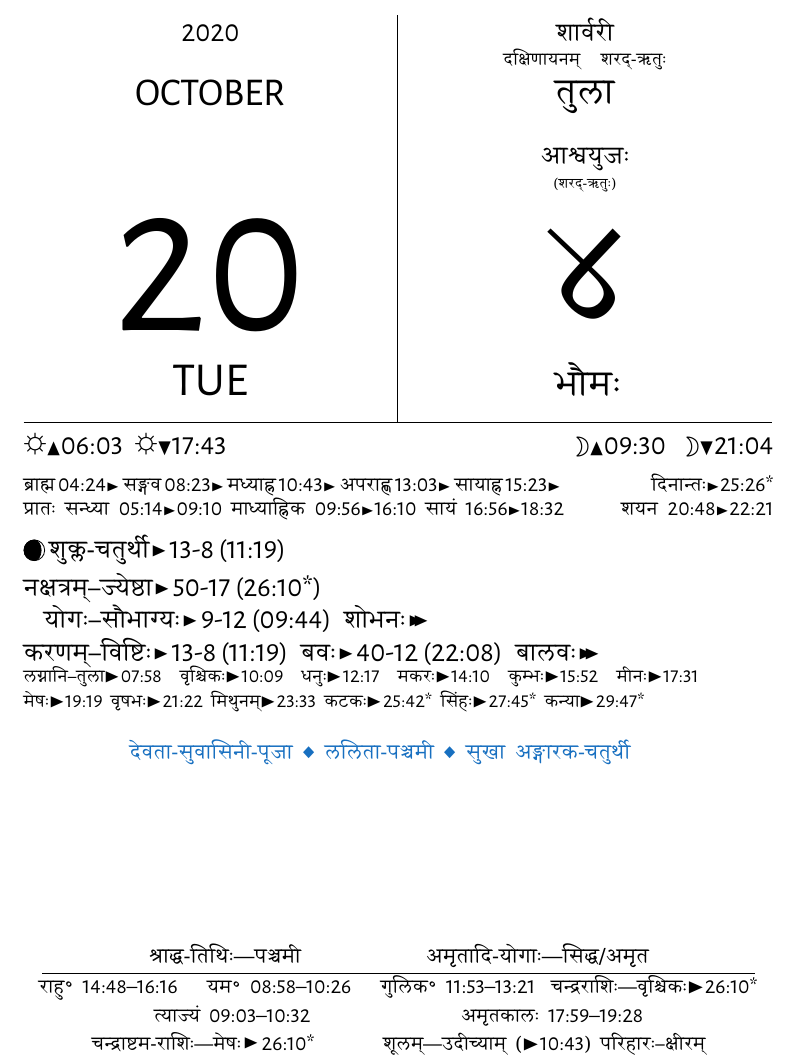 2020
OCTOBER
20
TUE
शार्वरी
दक्षिणायनम् शरद्-ऋतुः
तुला
आश्वयुजः
(शरद्-ऋतुः)
४
भौमः
☼▲06:03 ☼▼17:43 ☽▲09:30 ☽▼21:04
ब्राह्म 04:24► सङ्गव 08:23► मध्याह्न 10:43► अपराह्ण 13:03► सायाह्न 15:23► दिनान्तः►25:26*
प्रातः सन्ध्या 05:14►09:10 माध्याह्निक 09:56►16:10 सायं 16:56►18:32 शयन 20:48►22:21
शुक्ल-चतुर्थी►13-8 (11:19)
नक्षत्रम्–ज्येष्ठा►50-17 (26:10*)
योगः–सौभाग्यः►9-12 (09:44) शोभनः►►
करणम्–विष्टिः►13-8 (11:19) बवः►40-12 (22:08) बालवः►►
लग्नानि–तुला►07:58 वृश्चिकः►10:09 धनुः►12:17 मकरः►14:10 कुम्भः►15:52 मीनः►17:31
मेषः►19:19 वृषभः►21:22 मिथुनम्►23:33 कटकः►25:42* सिंहः►27:45* कन्या►29:47*
देवता-सुवासिनी-पूजा ◆ ललिता-पञ्चमी ◆ सुखा अङ्गारक-चतुर्थी
श्राद्ध-तिथिः—पञ्चमी अमृतादि-योगाः—सिद्ध/अमृत
राहु° 14:48–16:16 यम° 08:58–10:26 गुलिक° 11:53–13:21 चन्द्रराशिः—वृश्चिकः►26:10*
त्याज्यं 09:03–10:32 अमृतकालः 17:59–19:28
चन्द्राष्टम-राशिः—मेषः►26:10* शूलम्—उदीच्याम् (►10:43) परिहारः–क्षीरम्